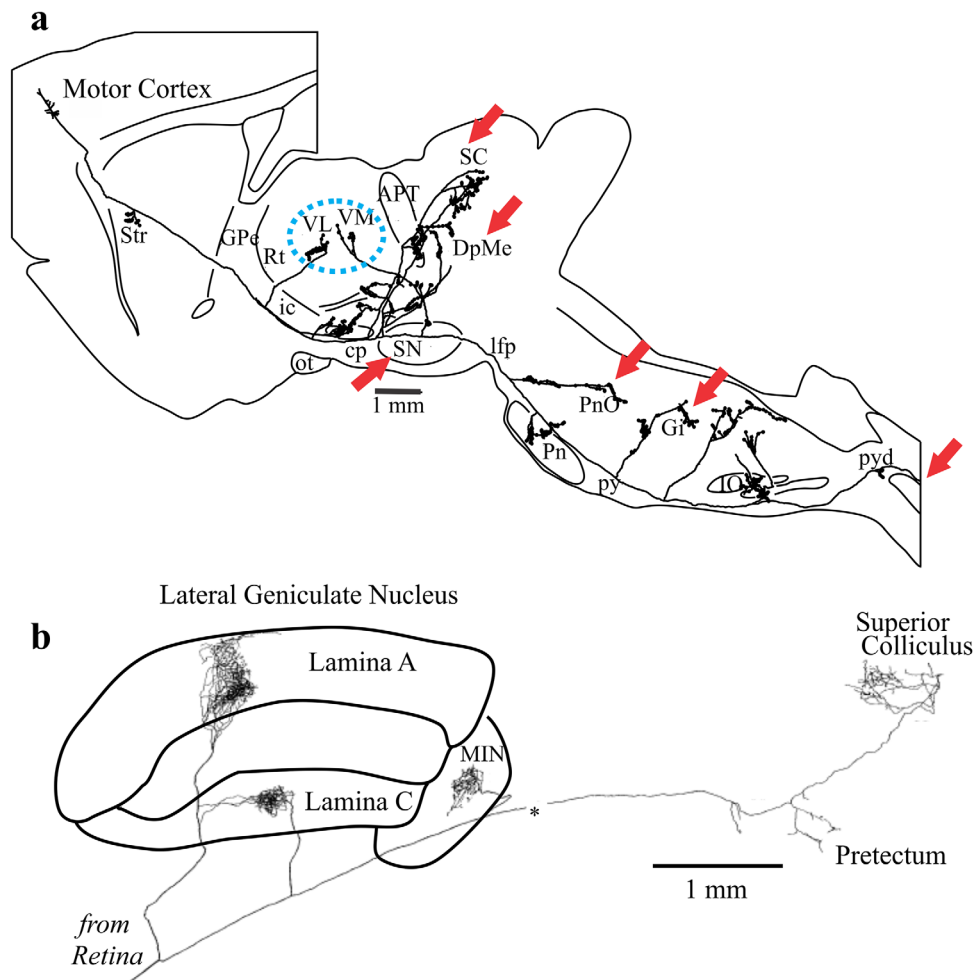 a
Motor Cortex
SC
APT
VL VM
Str
GPe
Rt
DpMe
ic
cp
SN
lfp
ot
1 mm
PnO
Gi
Pn
py
IO
pyd
Lateral Geniculate Nucleus
b
Superior
Colliculus
Lamina A
MIN
Lamina C
*
Pretectum
1 mm
from
Retina